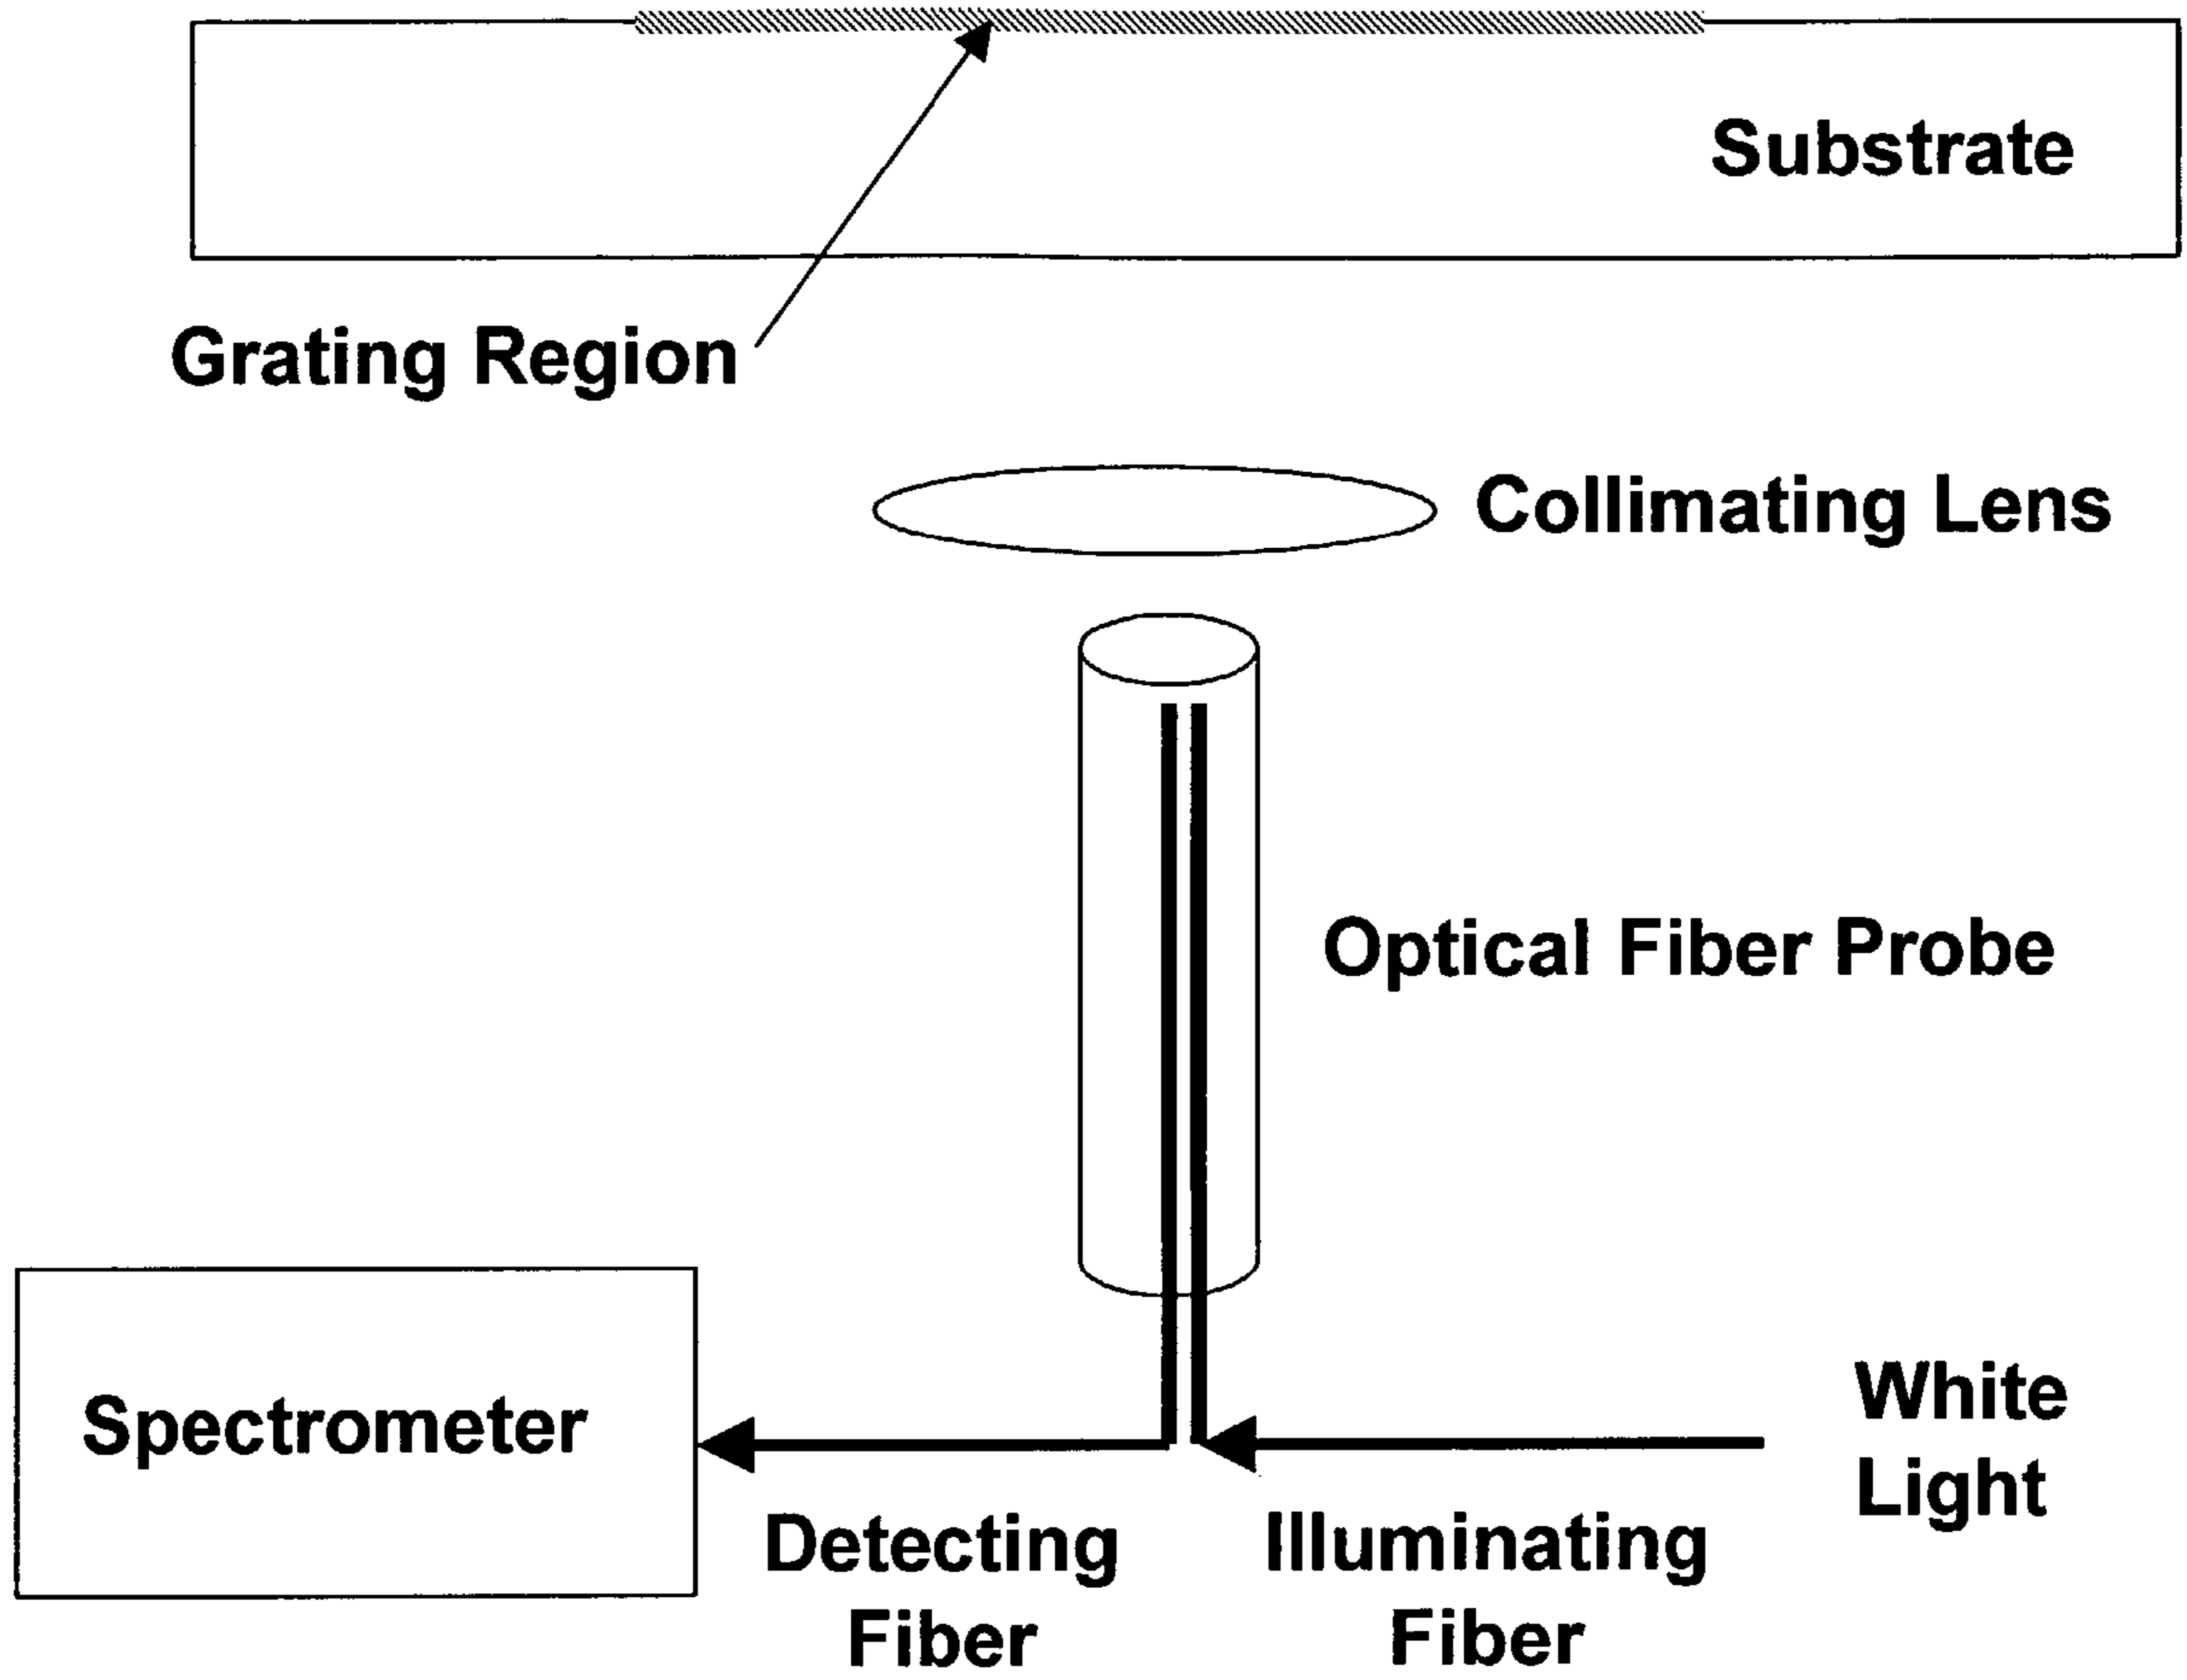 Substrate
Grating Region
Collimating Lens
Optical Fiber Probe
Spectrometer
White
Light
Detecting
Fiber
Illuminating
Fiber